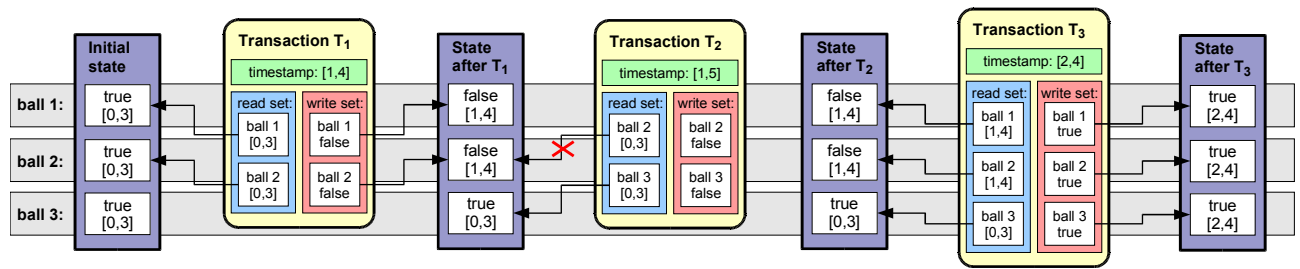 ball 1:
ball 2:
ball 3:
Initial
state
true
[0,3]
true
[0,3]
true
[0,3]
Transaction T1
timestamp: [1,4]
read set:
ball 1
[0,3]
ball 2
[0,3]
write set:
ball 1
false
ball 2
false
State
after T1
false
[1,4]
false
[1,4]
true
[0,3]
Transaction T2
timestamp: [1,5]
read set:
ball 2
[0,3]
ball 3
[0,3]
write set:
ball 2
false
ball 3
false
State
after T2
false
[1,4]
false
[1,4]
true
[0,3]
Transaction T3
timestamp: [2,4]
read set:
ball 1
[1,4]
ball 2
[1,4]
ball 3
[0,3]
write set:
ball 1
true
ball 2
true
ball 3
true
State
after T3
true
[2,4]
true
[2,4]
true
[2,4]